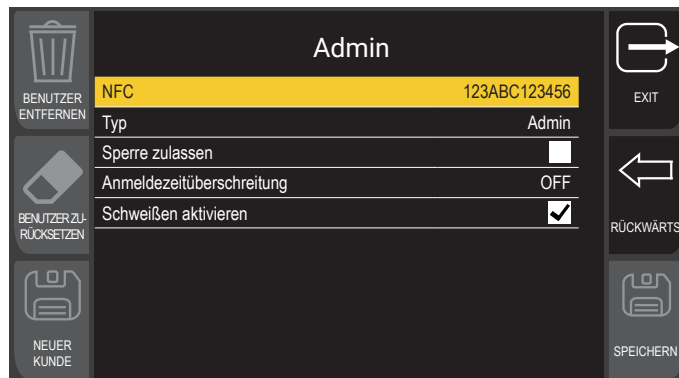 Admin
BENUTZER
ENTFERNEN
EXIT
NFC 123ABC123456
Typ Admin
Sperre zulassen
Anmeldezeitüberschreitung OFF
Schweißen aktivieren
BENUTZER ZU-
RÜCKSETZEN
RÜCKWÄRTS
NEUER
KUNDE
SPEICHERN